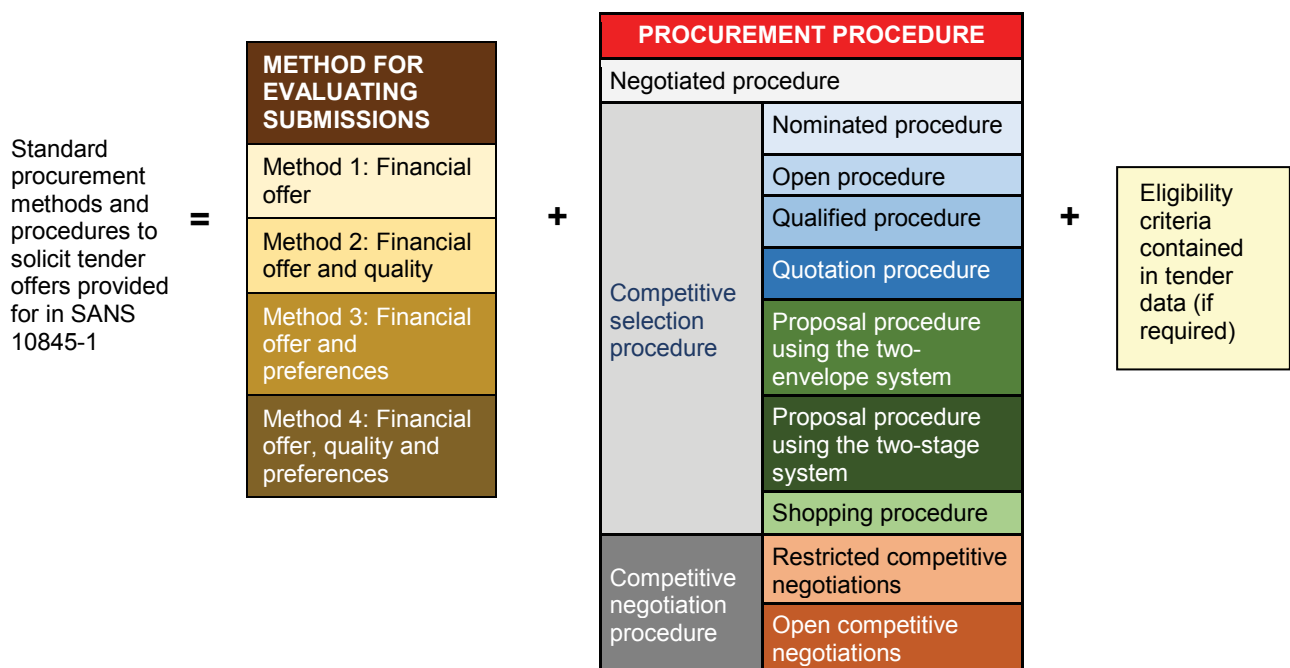 Standard
procurement
methods and
procedures to
solicit tender
offers provided
for in SANS
10845-1
=
METHOD FOR
EVALUATING
SUBMISSIONS
Method 1: Financial
offer
Method 2: Financial
offer and quality
Method 3: Financial
offer and
preferences
Method 4: Financial
offer, quality and
preferences
+
PROCUREMENT PROCEDURE
Negotiated procedure
Competitive
selection
procedure
Nominated procedure
Open procedure
Qualified procedure
Quotation procedure
Proposal procedure
using the two-
envelope system
Proposal procedure
using the two-stage
system
Shopping procedure
Competitive
negotiation
procedure
Restricted competitive
negotiations
Open competitive
negotiations
+
Eligibility
criteria
contained
in tender
data (if
required)